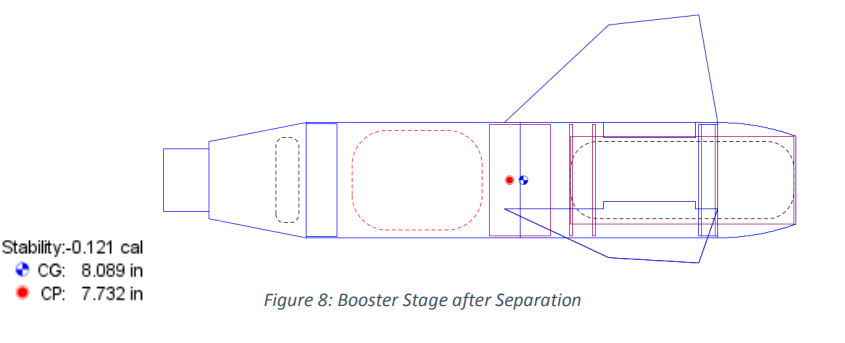 Stability:-0.121 cal
CG: 8.089 in
CP: 7.732 in
Figure 8: Booster Stage after Separation